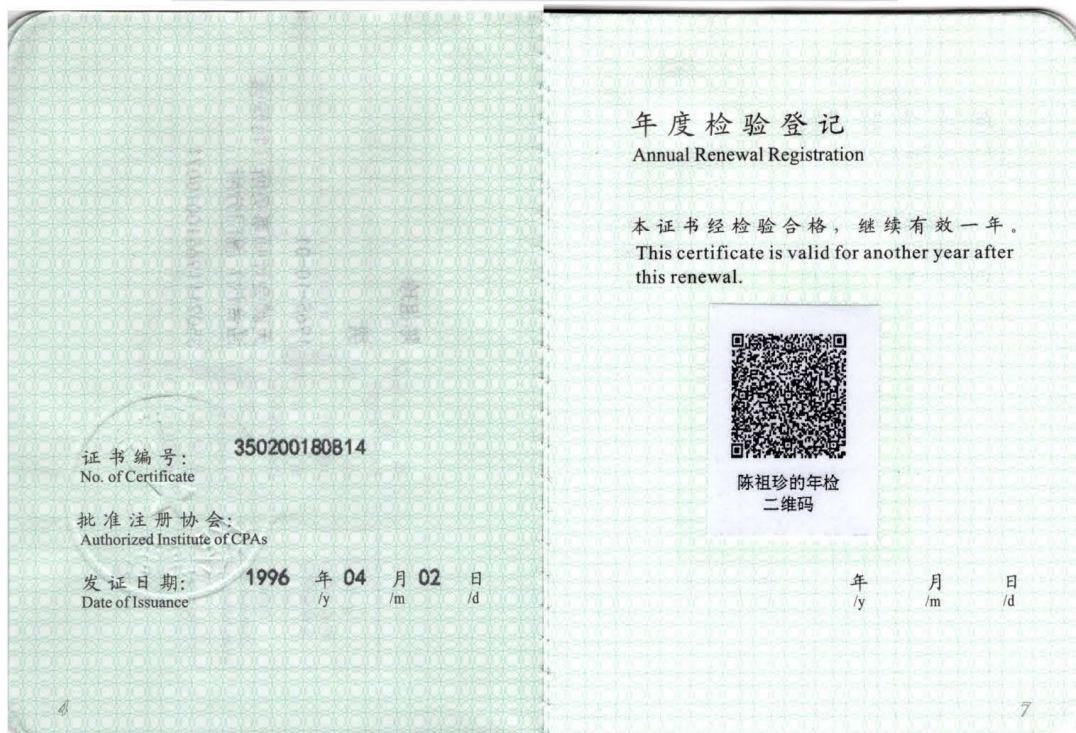 证书编号: 350200180814
No. of Certificate
批准注册协会:
Authorized Institute of CPAs
发证日期: 1996 年 04 月 02 日
Date of Issuance /y /m /d
4
年度检验登记
Annual Renewal Registration
本证书经检验合格，继续有效一年。
This certificate is valid for another year after
this renewal.
陈祖珍的年检
二维码
年 月 日
/y /m /d
7